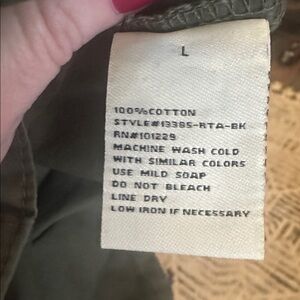 L
100%COTTON
STYLE#13385-RTA-BK
RN#101229
MACHINE WASH COLD
WITH SIMILAR COLORS
USE MILD SOAP
DO NOT BLEACH
LINE DRY
LOW IRON IF NECESSARY